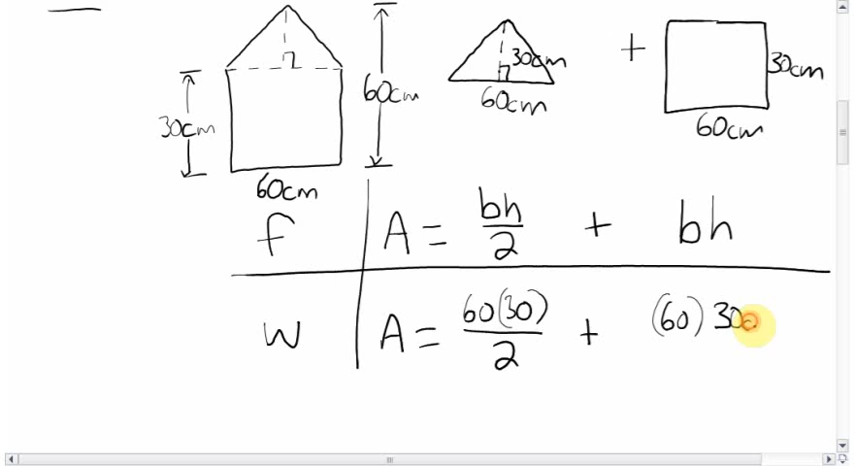 30cm
60cm
60cm
30cm
60cm
+
30cm
60cm
f A = bh/2 + bh
w A = 60(30)/2 + (60) 30